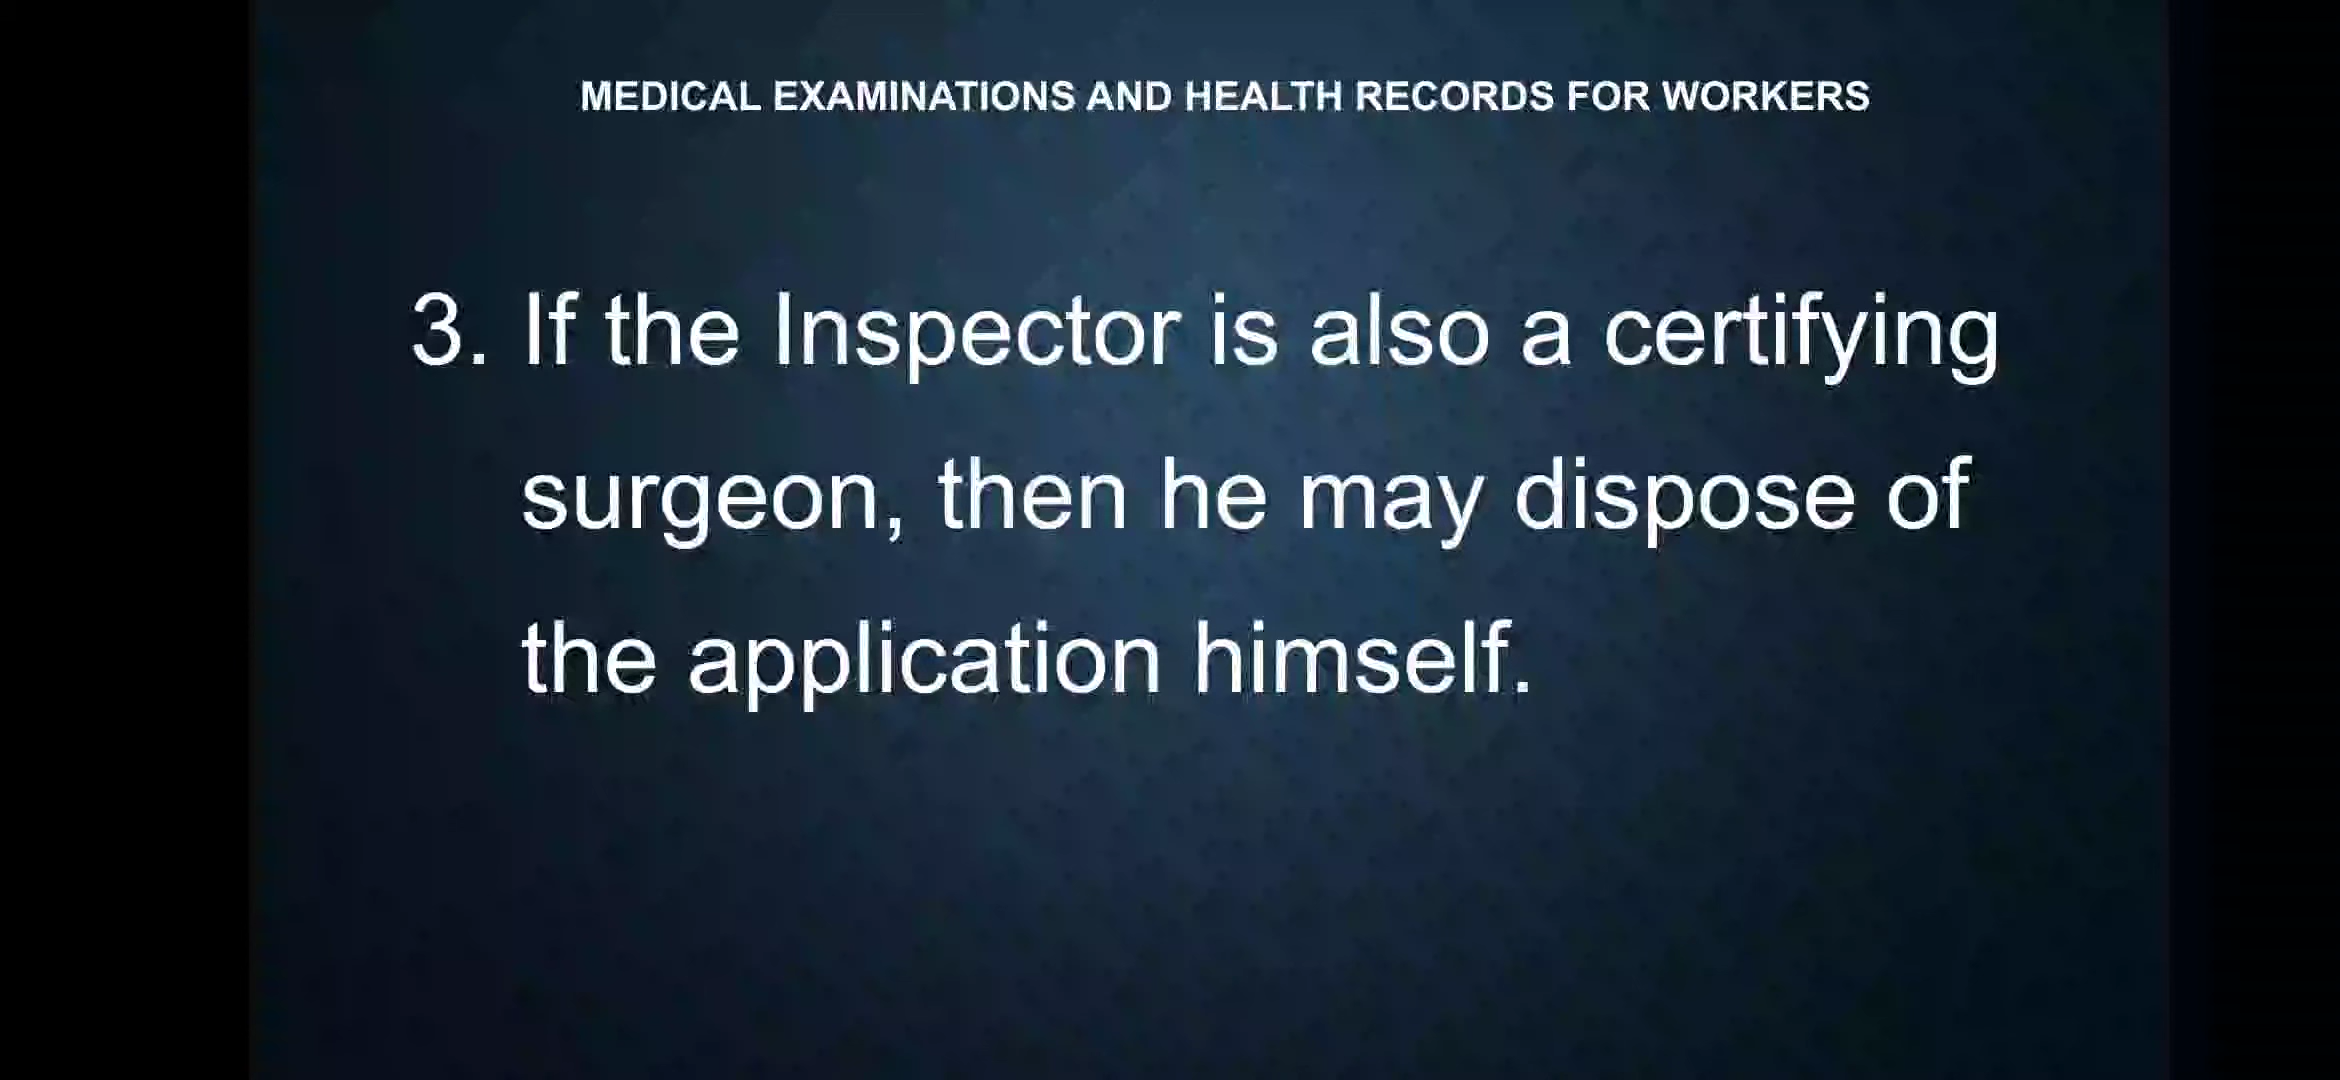 MEDICAL EXAMINATIONS AND HEALTH RECORDS FOR WORKERS
3. If the Inspector is also a certifying
surgeon, then he may dispose of
the application himself.